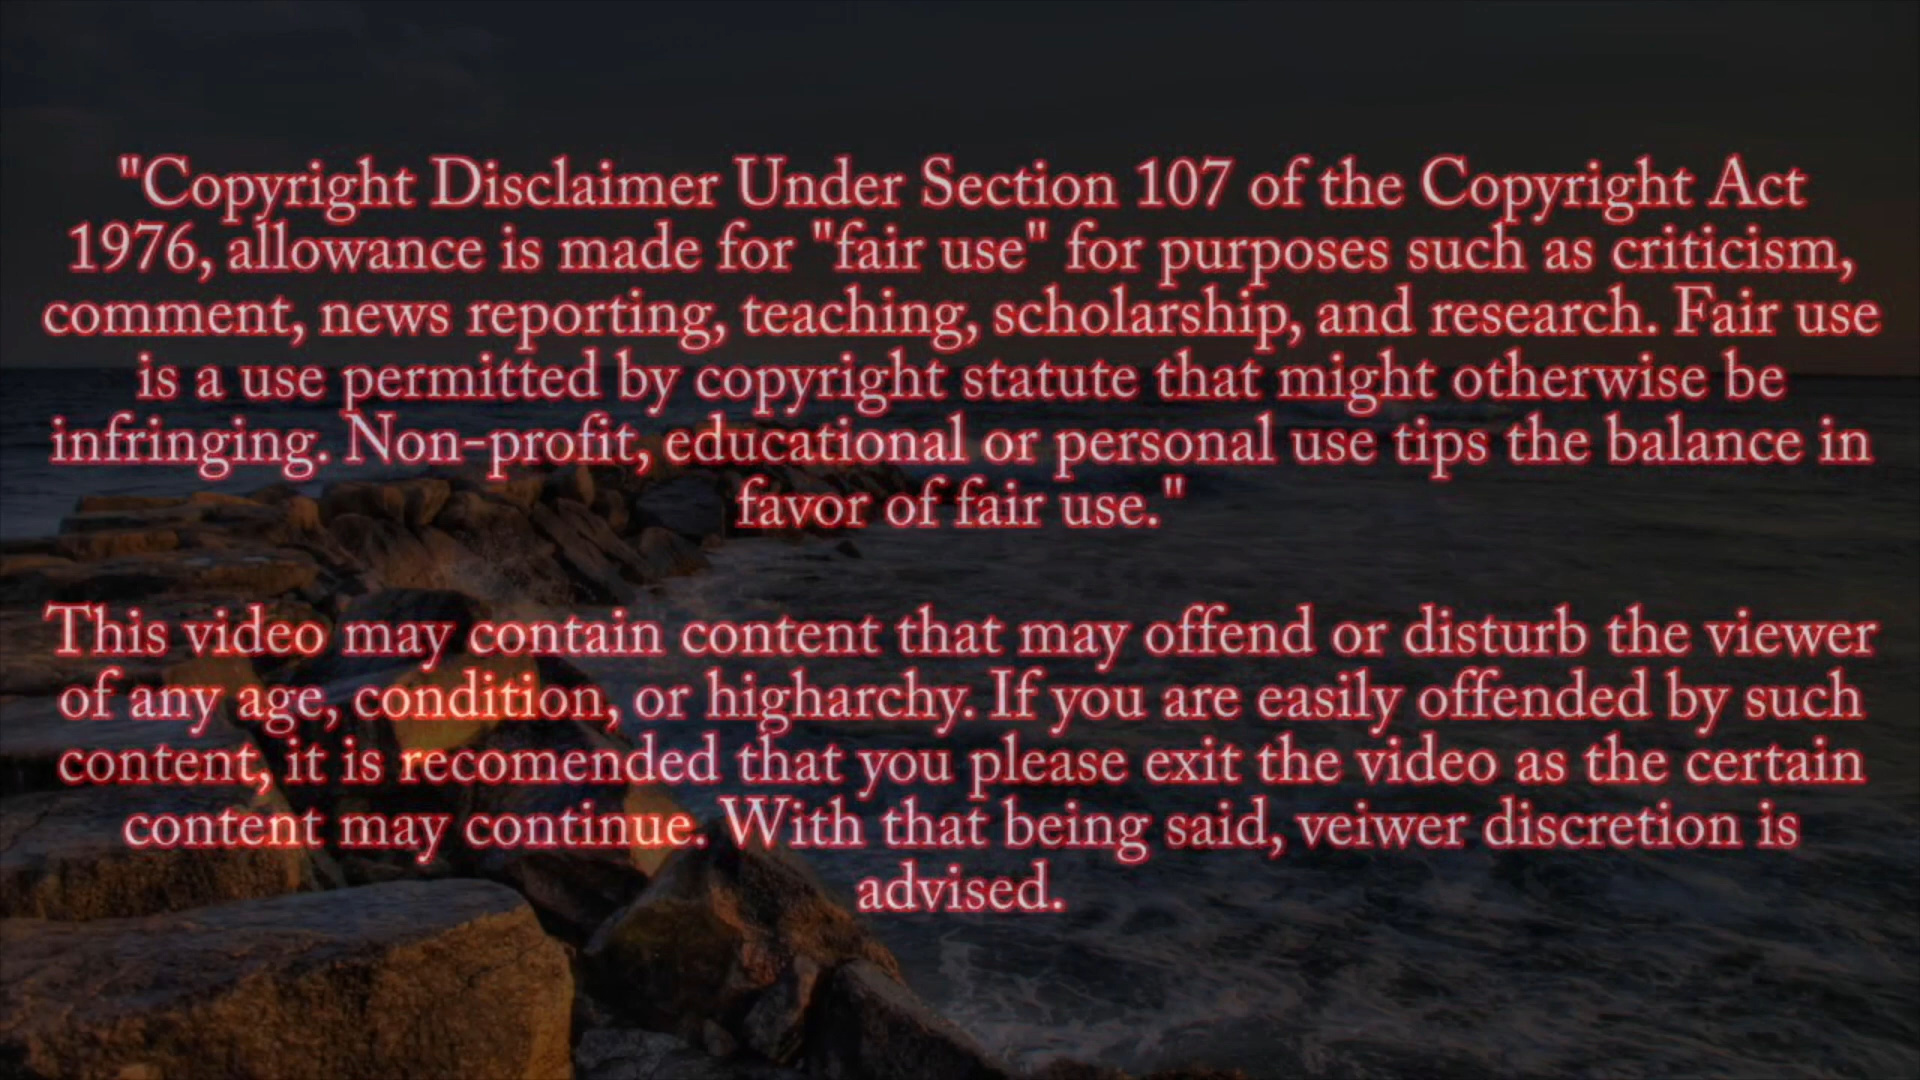 "Copyright Disclaimer Under Section 107 of the Copyright Act
1976, allowance is made for "fair use" for purposes such as criticism,
comment, news reporting, teaching, scholarship, and research. Fair use
is a use permitted by copyright statute that might otherwise be
infringing. Non-profit, educational or personal use tips the balance in
favor of fair use."
This video may contain content that may offend or disturb the viewer
of any age, condition, or higharchy. If you are easily offended by such
content, it is recomended that you please exit the video as the certain
content may continue. With that being said, veiwer discretion is
advised.